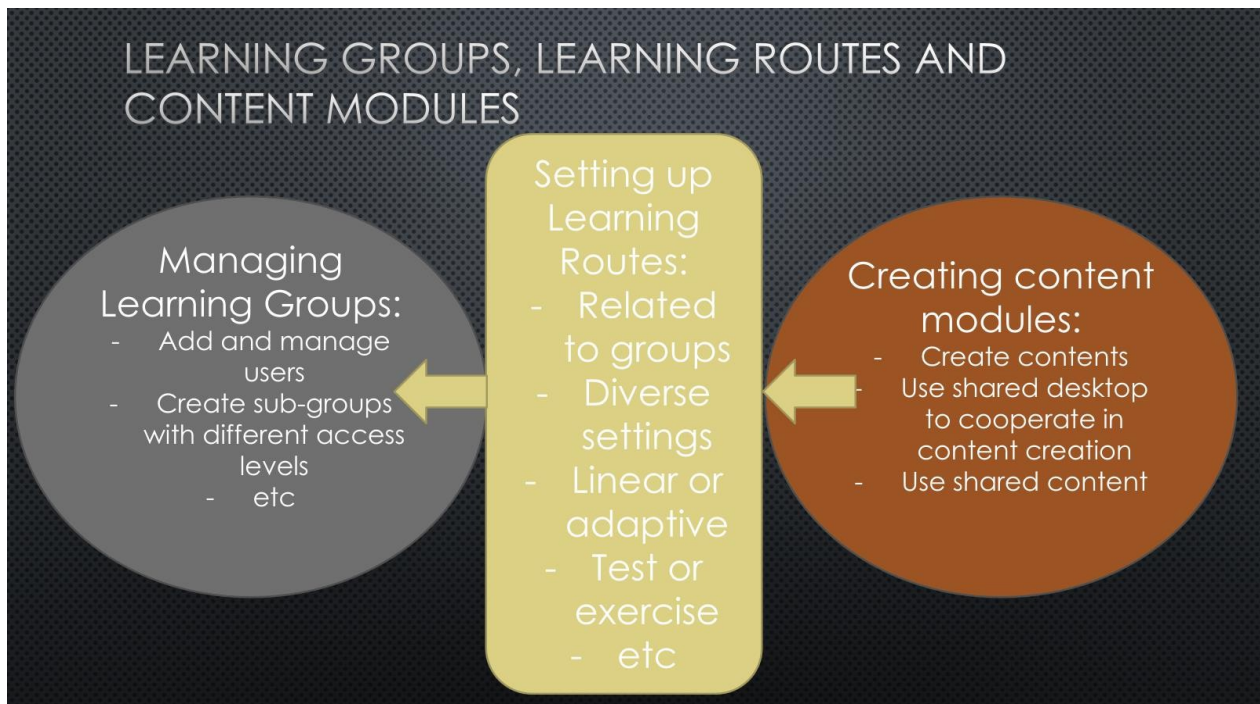 LEARNING GROUPS, LEARNING ROUTES AND
CONTENT MODULES
Managing
Learning Groups:
- Add and manage
users
- Create sub-groups
with different access
levels
- etc
Setting up
Learning
Routes:
- Related
to groups
- Diverse
settings
- Linear or
adaptive
- Test or
exercise
- etc
Creating content
modules:
- Create contents
- Use shared desktop
to cooperate in
content creation
- Use shared content